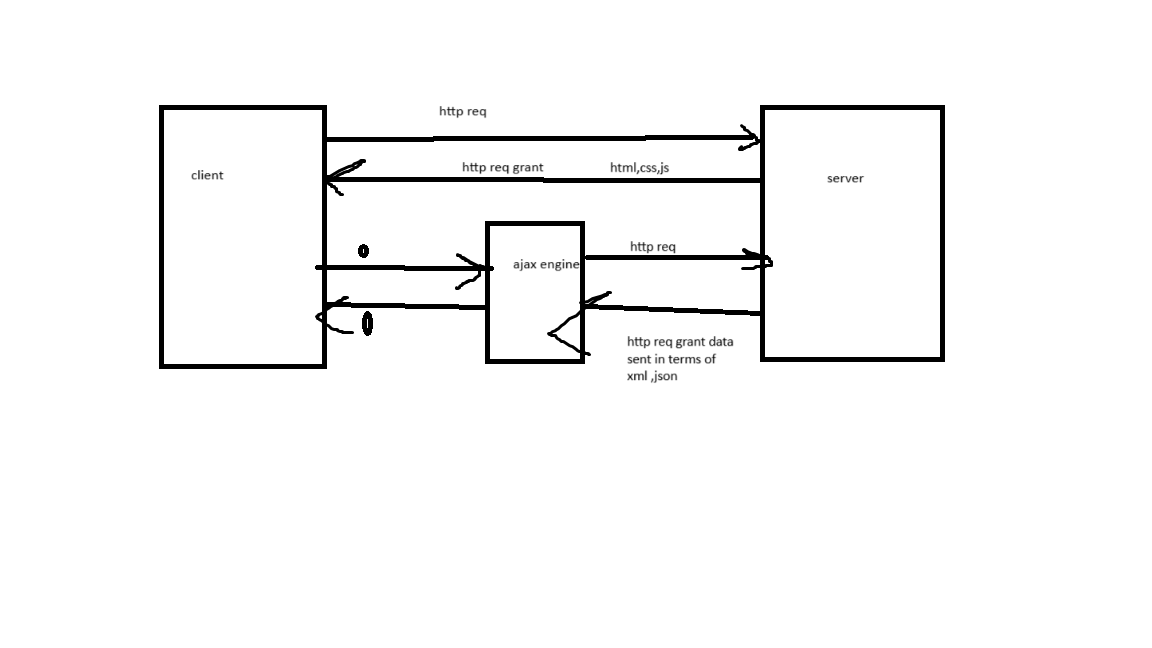 http req
http req grant html,css,js
client
server
o
http req
ajax engine
0
http req grant data
sent in terms of
xml ,json